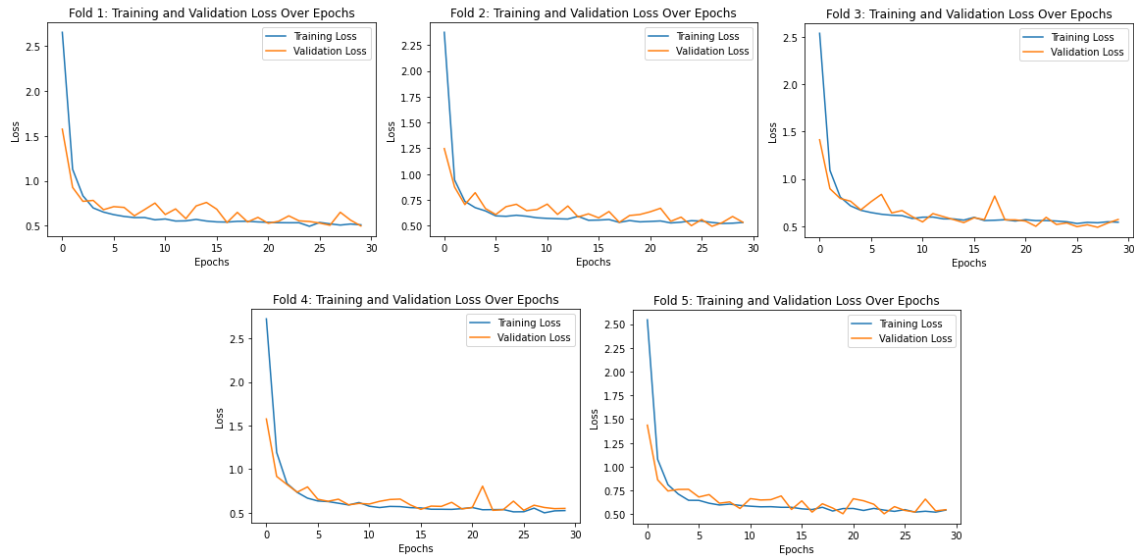 Fold 1: Training and Validation Loss Over Epochs
Training Loss
Validation Loss
Loss
2.5
2.0
1.5
1.0
0.5
0 5 10 15 20 25 30
Epochs
Fold 2: Training and Validation Loss Over Epochs
Training Loss
Validation Loss
Loss
2.25
2.00
1.75
1.50
1.25
1.00
0.75
0.50
0 5 10 15 20 25 30
Epochs
Fold 3: Training and Validation Loss Over Epochs
Training Loss
Validation Loss
Loss
2.5
2.0
1.5
1.0
0.5
0 5 10 15 20 25 30
Epochs
Fold 4: Training and Validation Loss Over Epochs
Training Loss
Validation Loss
Loss
2.5
2.0
1.5
1.0
0.5
0 5 10 15 20 25 30
Epochs
Fold 5: Training and Validation Loss Over Epochs
Training Loss
Validation Loss
Loss
2.50
2.25
2.00
1.75
1.50
1.25
1.00
0.75
0.50
0 5 10 15 20 25 30
Epochs